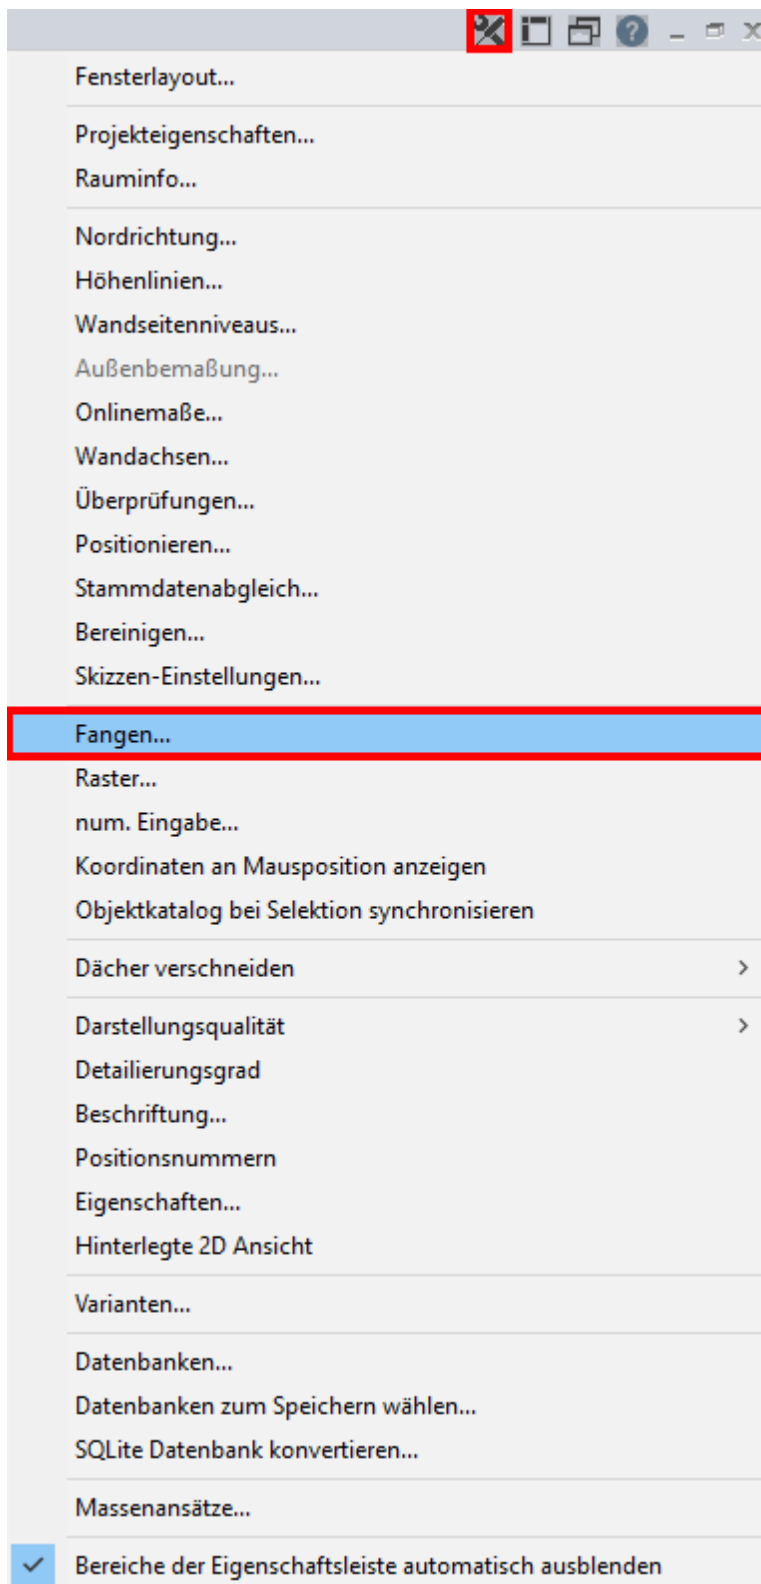 Fensterlayout...
Projekteigenschaften...
Rauminfo...
Nordrichtung...
Höhenlinien...
Wandseitenniveaus...
Außenbemaßung...
Onlinemaße...
Wandachsen...
Überprüfungen...
Positionieren...
Stammdatenabgleich...
Bereinigen...
Skizzen-Einstellungen...
Fangen...
Raster...
num. Eingabe...
Koordinaten an Mausposition anzeigen
Objektkatalog bei Selektion synchronisieren
Dächer verschneiden
Darstellungsqualität
Detailierungsgrad
Beschriftung...
Positionsnummern
Eigenschaften...
Hinterlegte 2D Ansicht
Varianten...
Datenbanken...
Datenbanken zum Speichern wählen...
SQLite Datenbank konvertieren...
Massenansätze...
Bereiche der Eigenschaftsleiste automatisch ausblenden